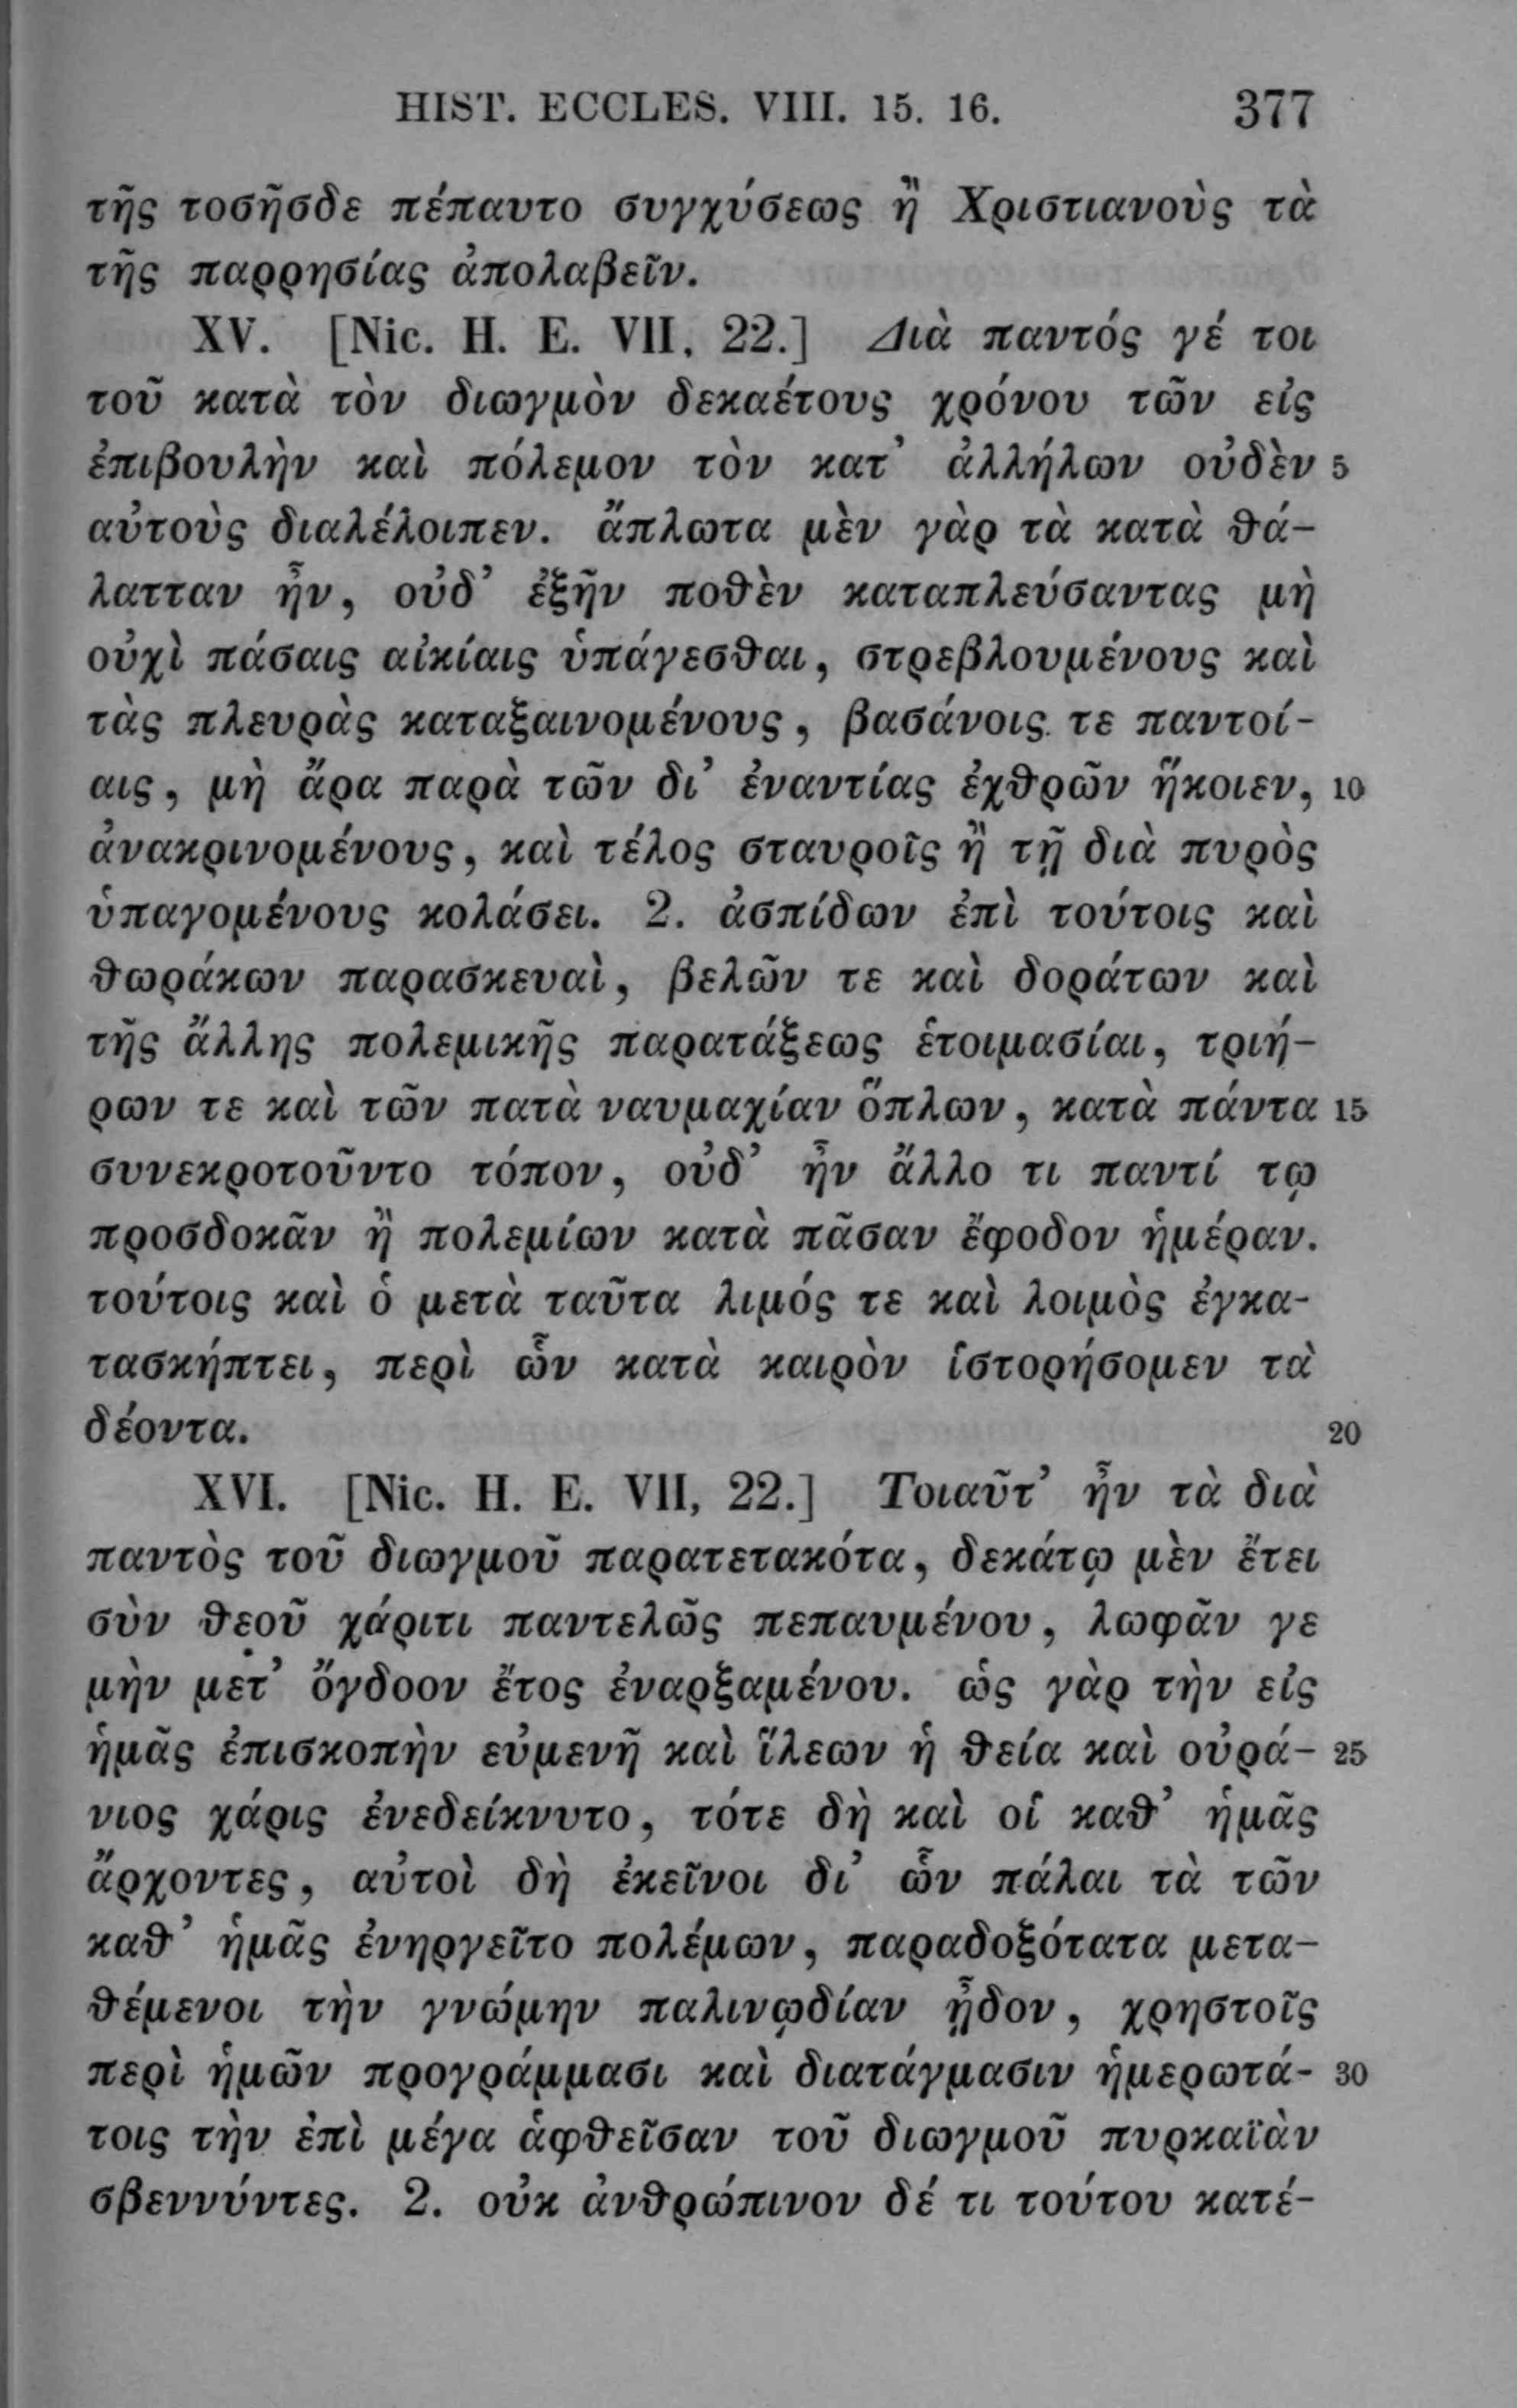 HIST. ECCLES. VIII. 15. 16. 377
τῆς τοσῆσδε πέπαυτο συγχύσεως ἢ Χριστιανοὺς τὰ
τῆς παρρησίας ἀπολαβεῖν.
XV. [Nic. H. E. VII, 22.] Διὰ παντός γέ τοι
τοῦ κατὰ τὸν διωγμὸν δεκαέτους χρόνου τῶν εἰς
ἐπιβουλὴν καὶ πόλεμον τὸν κατ’ ἀλλήλων οὐδὲν 5
αὐτοὺς διαλέλοιπεν. ἄπλωτα μὲν γὰρ τὰ κατὰ θά-
λατταν ἦν, οὐδ’ ἐξῆν ποθὲν καταπλεύσαντας μὴ
οὐχὶ πάσαις αἰκίαις ὑπάγεσθαι, στρεβλουμένους καὶ
τὰς πλευρὰς καταξαινομένους, βασάνοις τε παντοί-
αις, μὴ ἄρα παρὰ τῶν δι’ ἐναντίας ἐχθρῶν ἥκοιεν, 10
ἀνακρινομένους, καὶ τέλος σταυροῖς ἢ τῇ διὰ πυρὸς
ὑπαγομένους κολάσει. 2. ἀσπίδων ἐπὶ τούτοις καὶ
θωράκων παρασκευαὶ, βελῶν τε καὶ δοράτων καὶ
τῆς ἄλλης πολεμικῆς παρατάξεως ἑτοιμασίαι, τριή-
ρων τε καὶ τῶν πατὰ ναυμαχίαν ὅπλων, κατὰ πάντα 15
συνεκροτοῦντο τόπον, οὐδ’ ἦν ἄλλο τι παντί τῳ
προσδοκᾶν ἢ πολεμίων κατὰ πᾶσαν ἔφοδον ἡμέραν.
τούτοις καὶ ὁ μετὰ ταῦτα λιμός τε καὶ λοιμὸς ἐγκα-
τασκήπτει, περὶ ὧν κατὰ καιρὸν ἱστορήσομεν τὰ
δέοντα. 20
XVI. [Nic. H. E. VII, 22.] Τοιαῦτ’ ἦν τὰ διὰ
παντὸς τοῦ διωγμοῦ παρατετακότα, δεκάτῳ μὲν ἔτει
σὺν θεοῦ χάριτι παντελῶς πεπαυμένου, λωφᾶν γε
μὴν μετ’ ὄγδοον ἔτος ἐναρξαμένου. ὡς γὰρ τὴν εἰς
ἡμᾶς ἐπισκοπὴν εὐμενῆ καὶ ἵλεων ἡ θεία καὶ οὐρά- 25
νιος χάρις ἐνεδείκνυτο, τότε δὴ καὶ οἱ καθ’ ἡμᾶς
ἄρχοντες, αὐτοὶ δὴ ἐκεῖνοι δι’ ὧν πάλαι τὰ τῶν
καθ’ ἡμᾶς ἐνηργεῖτο πολέμων, παραδοξότατα μετα-
θέμενοι τὴν γνώμην παλινῳδίαν ᾖδον, χρηστοῖς
περὶ ἡμῶν προγράμμασι καὶ διατάγμασιν ἡμερωτά- 30
τοις τὴν ἐπὶ μέγα ἁφθεῖσαν τοῦ διωγμοῦ πυρκαϊὰν
σβεννύντες. 2. οὐκ ἀνθρώπινον δέ τι τούτου κατέ-